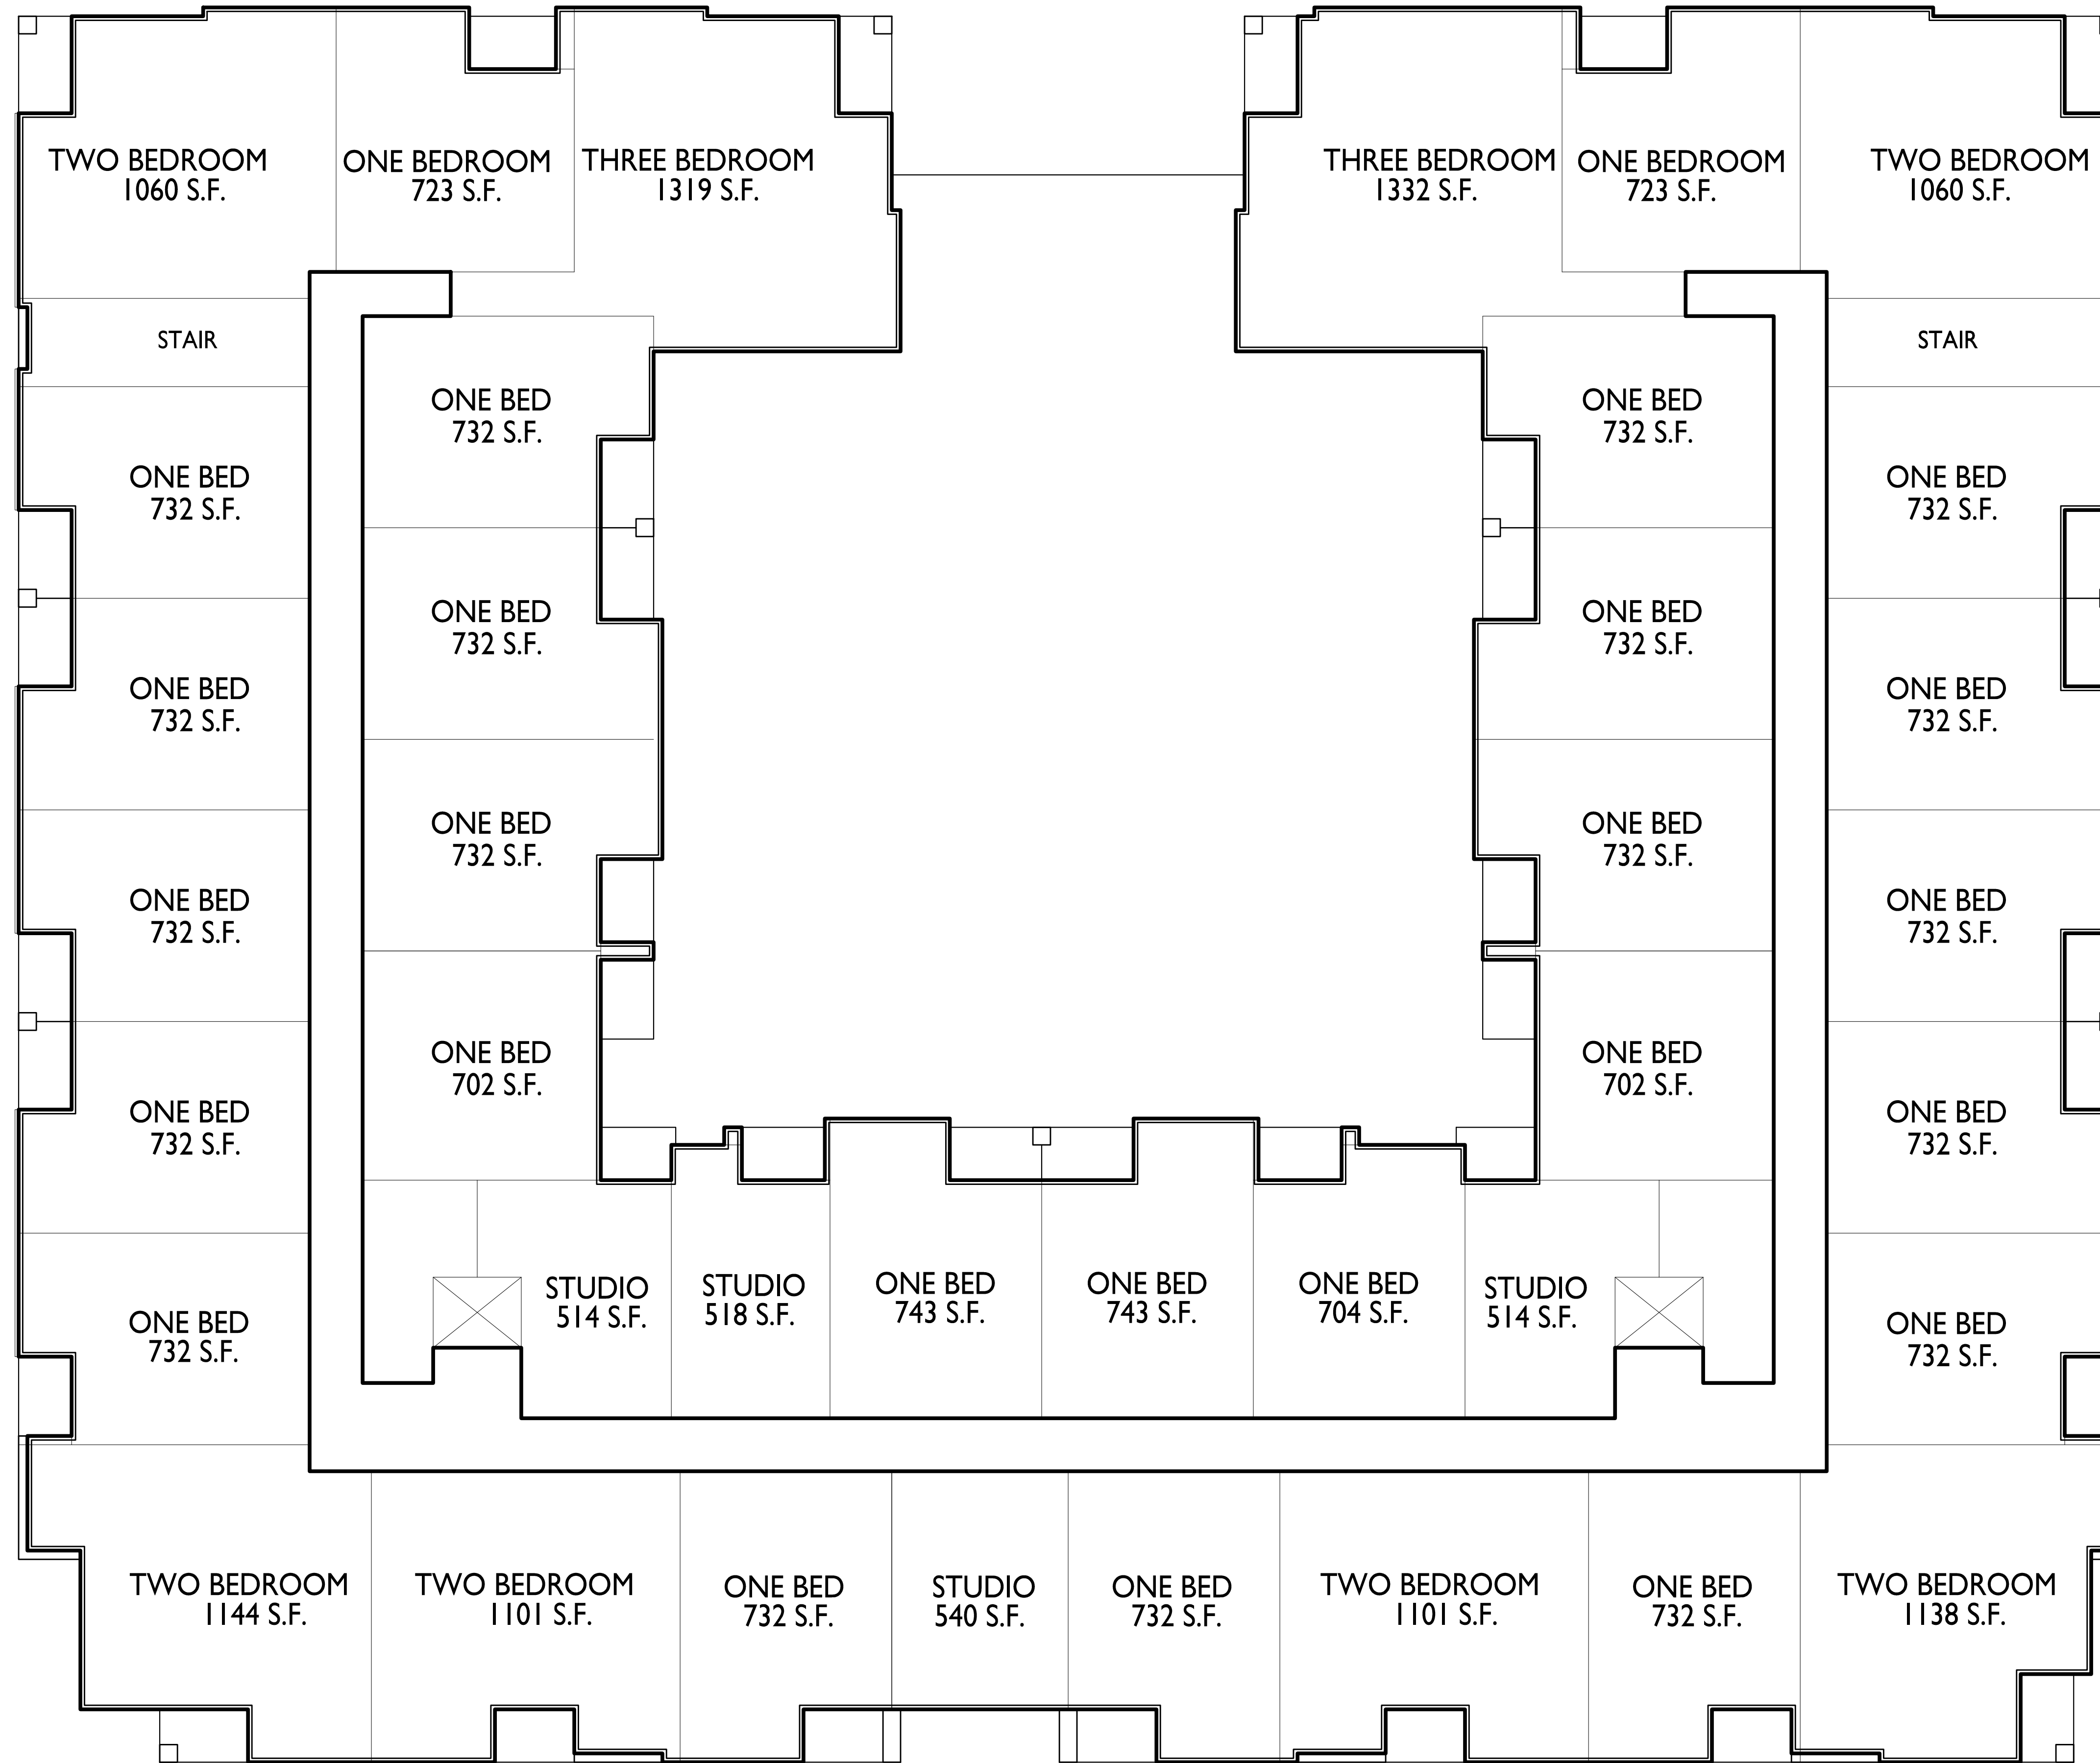 TWO BEDROOM
1060 S.F.
ONE BEDROOM
723 S.F.
THREE BEDROOM
1319 S.F.
THREE BEDROOM
1332 S.F.
ONE BEDROOM
723 S.F.
TWO BEDROOM
1060 S.F.
STAIR
STAIR
ONE BED
732 S.F.
ONE BED
732 S.F.
ONE BED
732 S.F.
ONE BED
732 S.F.
ONE BED
732 S.F.
ONE BED
732 S.F.
ONE BED
732 S.F.
ONE BED
732 S.F.
ONE BED
732 S.F.
ONE BED
732 S.F.
ONE BED
732 S.F.
ONE BED
732 S.F.
ONE BED
702 S.F.
ONE BED
702 S.F.
ONE BED
732 S.F.
ONE BED
732 S.F.
STUDIO
514 S.F.
STUDIO
518 S.F.
ONE BED
743 S.F.
ONE BED
743 S.F.
ONE BED
704 S.F.
STUDIO
514 S.F.
ONE BED
732 S.F.
ONE BED
732 S.F.
TWO BEDROOM
1144 S.F.
TWO BEDROOM
1101 S.F.
ONE BED
732 S.F.
STUDIO
540 S.F.
ONE BED
732 S.F.
TWO BEDROOM
1101 S.F.
ONE BED
732 S.F.
TWO BEDROOM
1138 S.F.